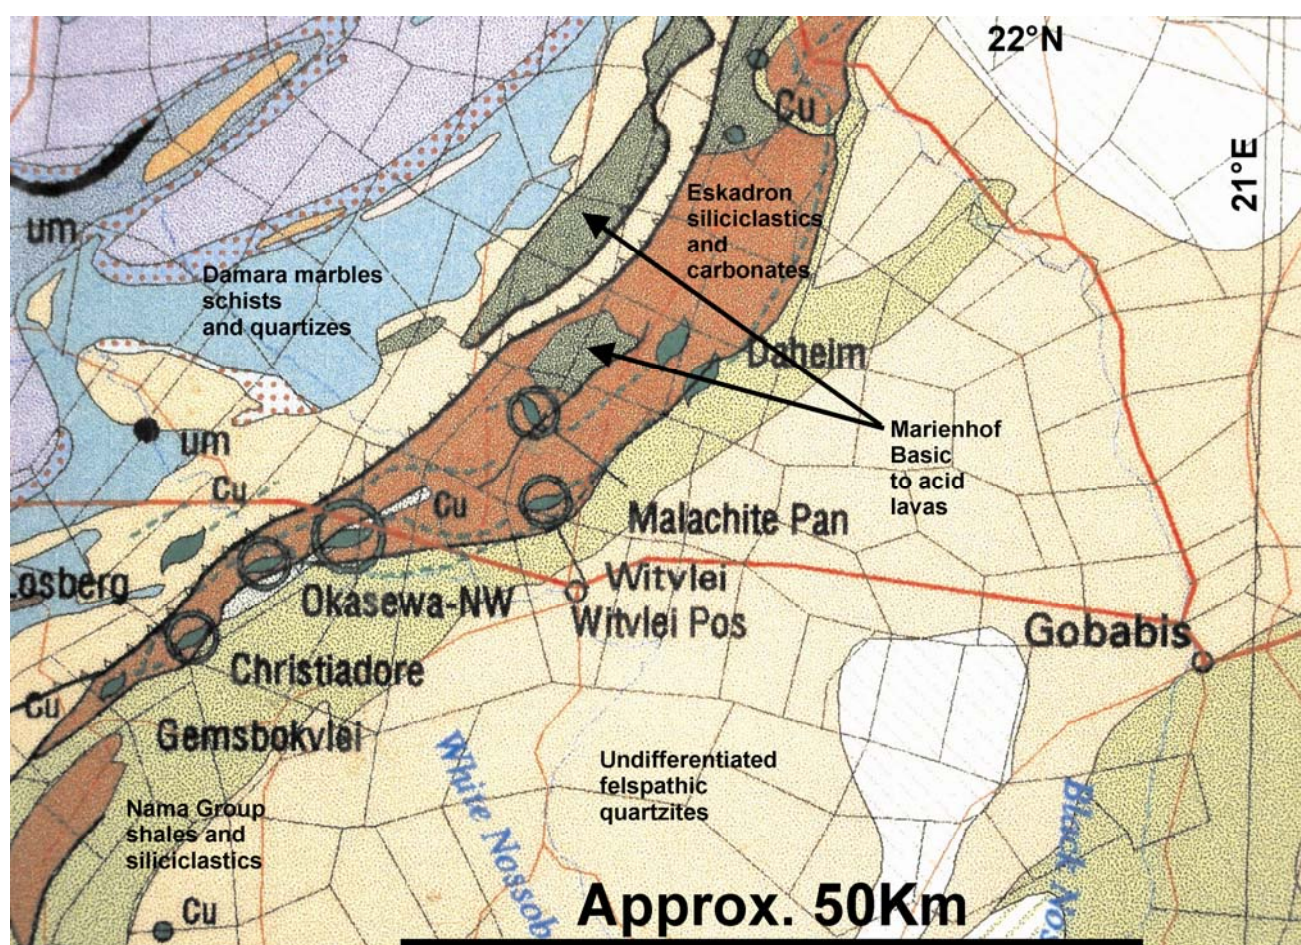 22°N
21°E
Cu
Eskadron
siliciclastics
and
carbonates
um
Damara marbles
schists
and quartizes
Daheim
Marienhof
Basic
to acid
lavas
um
Cu
Cu
Malachite Pan
Witvlei
Witvlei Pos
Okasewa-NW
Losberg
Gobabis
Christiadore
Cu
Gemsbokvlei
White Nossob
Undifferentiated
felspathic
quartzites
Black Nos
Nama Group
shales and
siliciclastics
Cu
Approx. 50Km